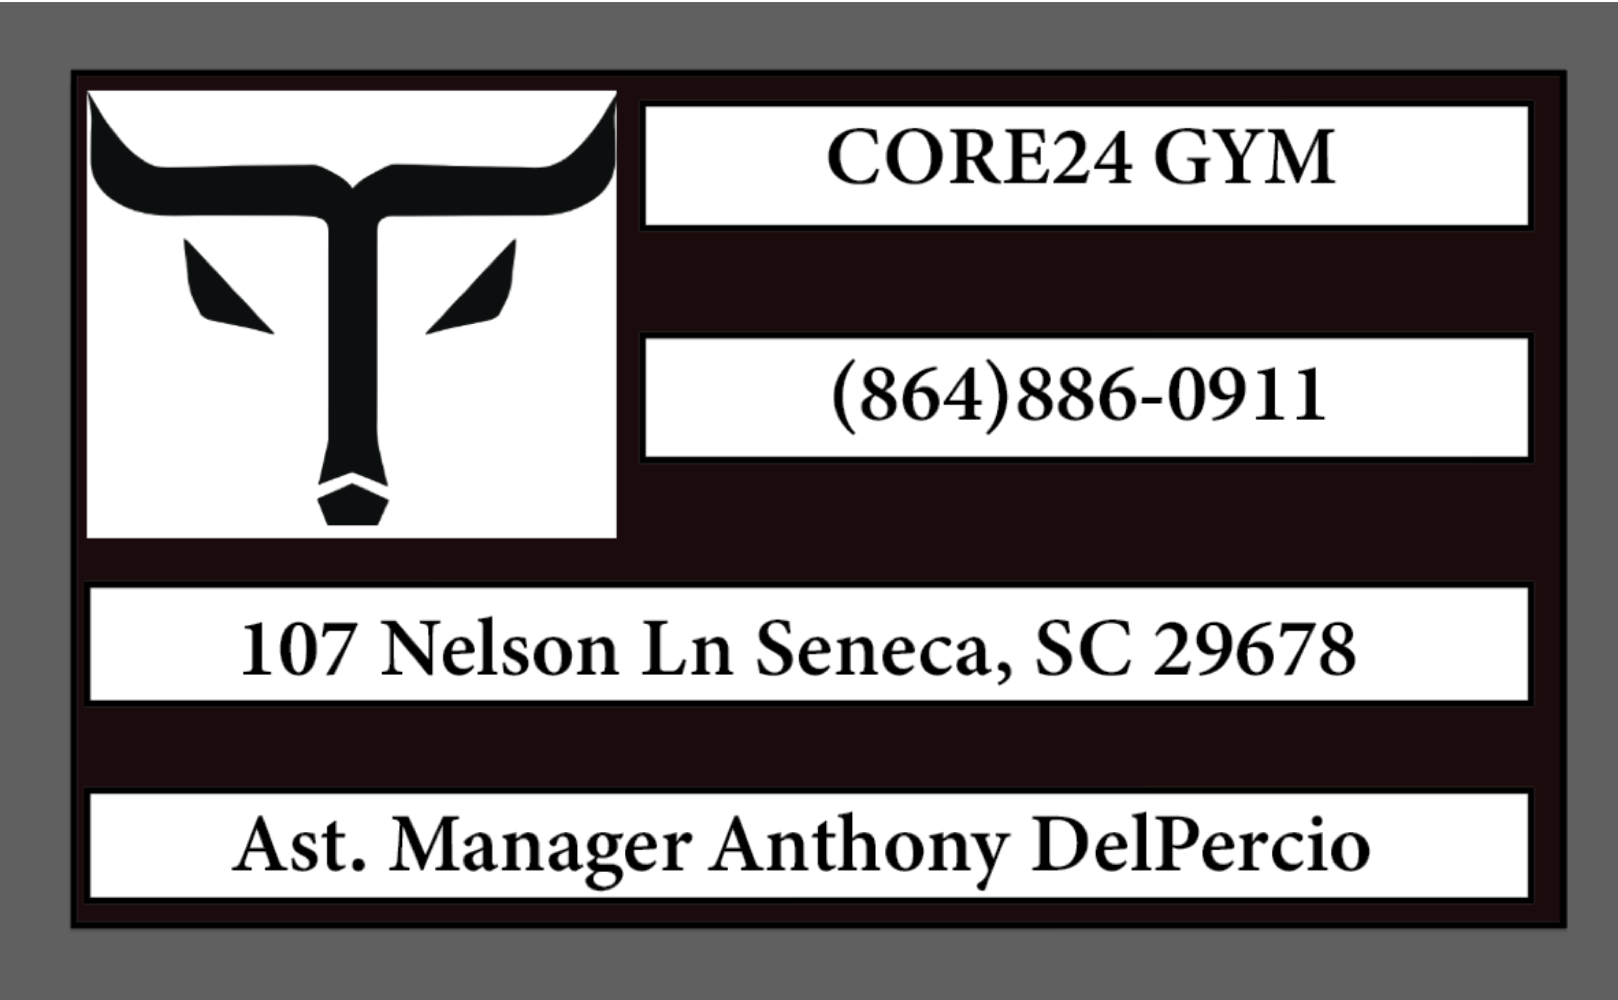 CORE24 GYM
(864)886-0911
107 Nelson Ln Seneca, SC 29678
Ast. Manager Anthony DelPercio